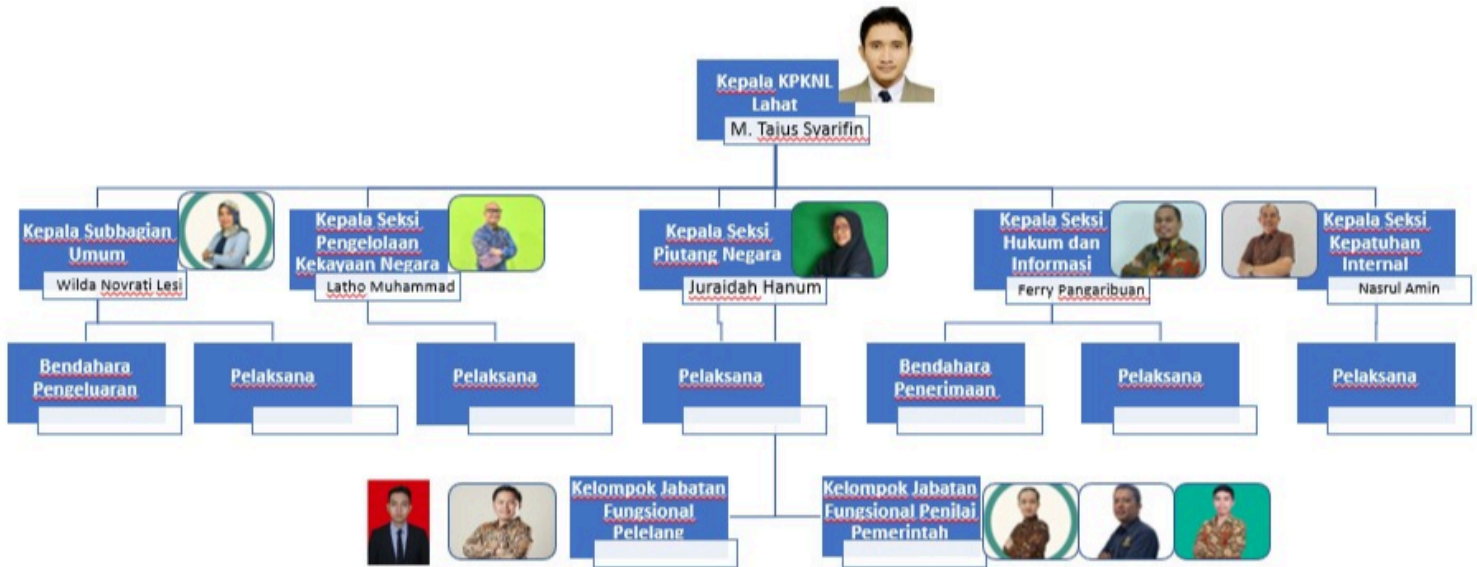 Kepala KPKNL
Lahat
M. Tajus Syarifin
Kepala Subbagian
Umum
Wilda Novrati Lesi
Kepala Seksi
Pengelolaan
Kekayaan Negara
Latho Muhammad
Kepala Seksi
Piutang Negara
Juraidah Hanum
Kepala Seksi
Hukum dan
Informasi
Ferry Pangaribuan
Kepala Seksi
Kepatuhan
Internal
Nasrul Amin
Bendahara
Pengeluaran
Pelaksana
Pelaksana
Pelaksana
Bendahara
Penerimaan
Pelaksana
Pelaksana
Kelompok Jabatan
Fungsional
Pelelang
Kelompok Jabatan
Fungsional Penilai
Pemerintah